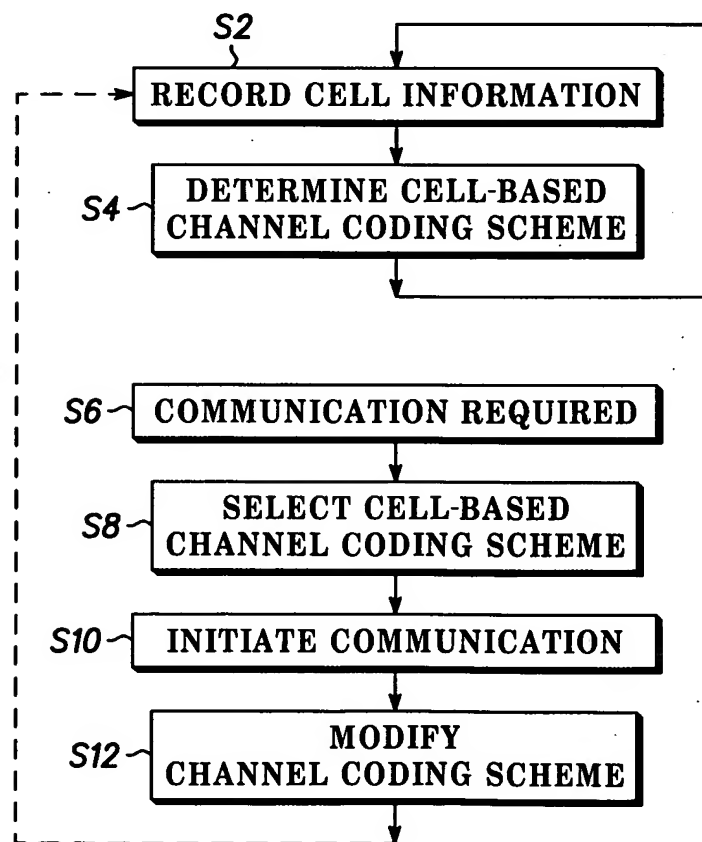 S2
RECORD CELL INFORMATION
S4
DETERMINE CELL-BASED
CHANNEL CODING SCHEME
S6
COMMUNICATION REQUIRED
S8
SELECT CELL-BASED
CHANNEL CODING SCHEME
S10
INITIATE COMMUNICATION
S12
MODIFY
CHANNEL CODING SCHEME